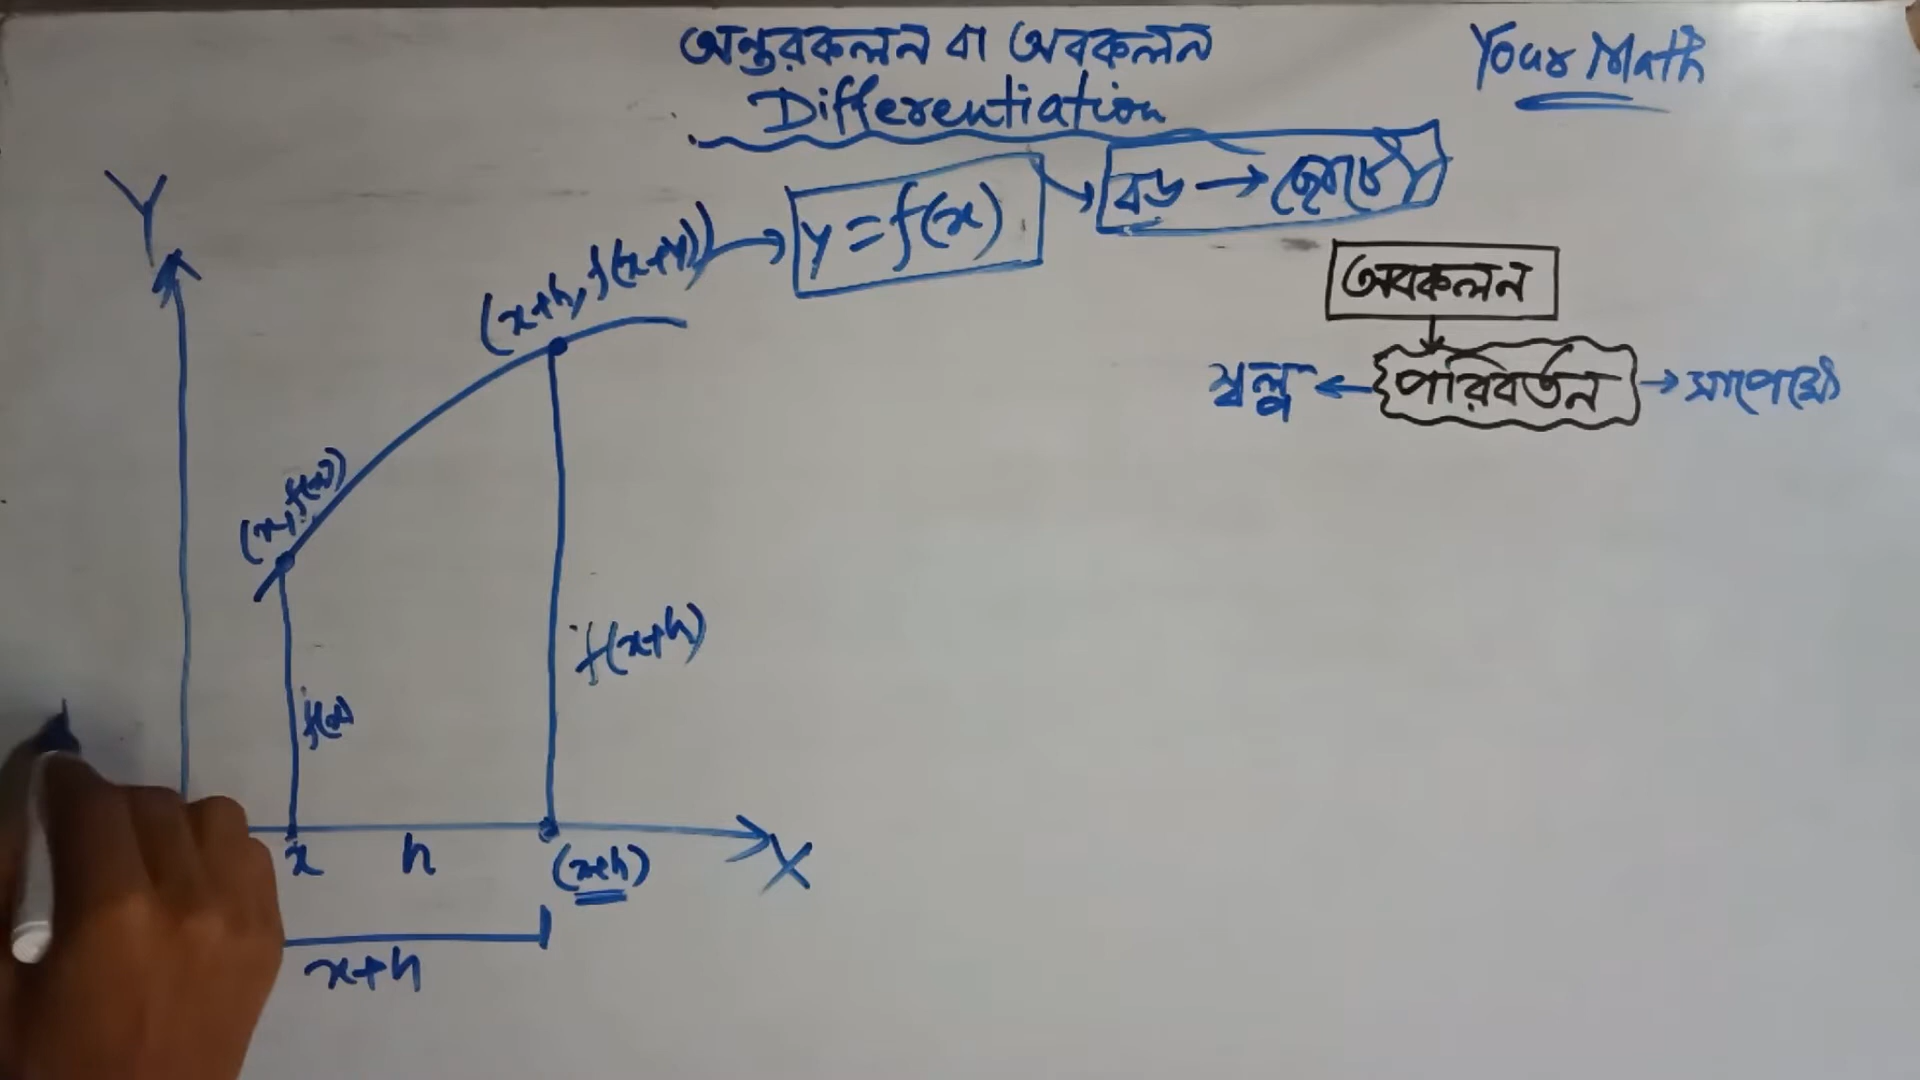 অন্তরকলন বা অবকলন
Your Math
Differentiation
Y
y=f(x)
বড় → ছোট
(x+h, f(x+h))
অবকলন
স্বল্প ← পরিবর্তন → সাপেক্ষে
(x, f(x))
f(x+h)
f(x)
x
h
(x+h)
X
x+h